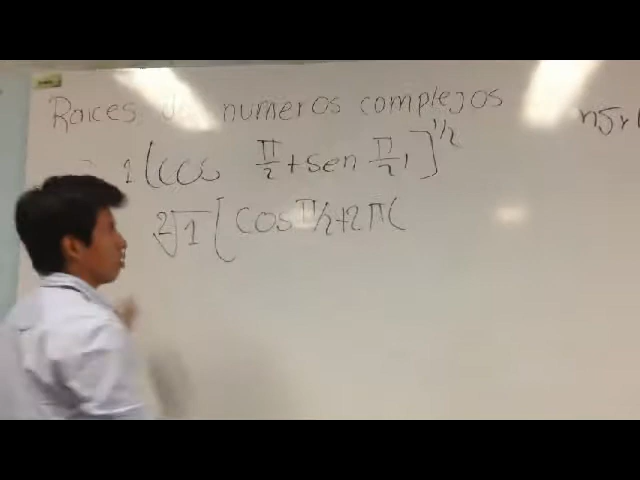 Raices de numeros complejos
1 (cos π/2 + sen π/2 i ]^1/2
²√1 [ cos π/2+2π(